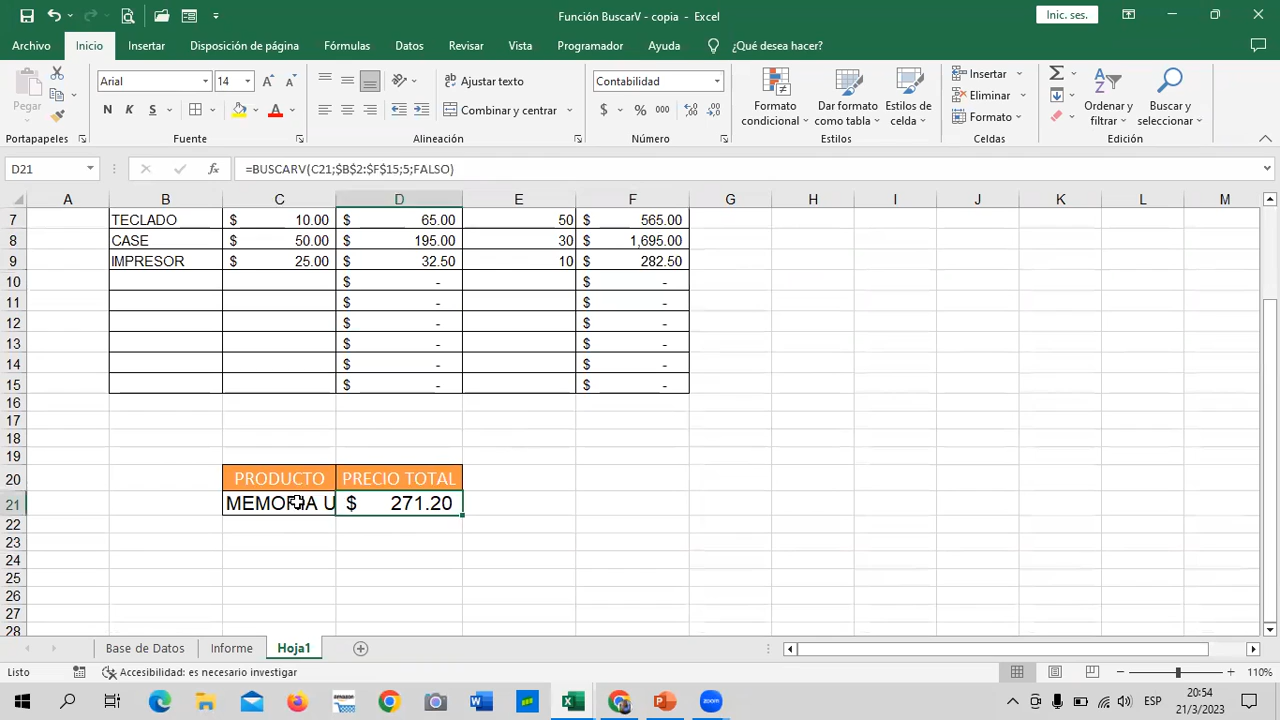 Función BuscarV - copia - Excel
Inic. ses.
Archivo Inicio Insertar Disposición de página Fórmulas Datos Revisar Vista Programador Ayuda ¿Qué desea hacer?
Pegar
Arial 14
Ajustar texto
Contabilidad
N K S
Combinar y centrar
$ % 000
Formato condicional
Dar formato como tabla
Estilos de celda
Insertar
Eliminar
Formato
Ordenar y filtrar
Buscar y seleccionar
Portapapeles Fuente Alineación Número Estilos Celdas Edición
D21 fx =BUSCARV(C21;$B$2:$F$15;5;FALSO)
A B C D E F G H I J K L M
7 TECLADO $ 10.00 $ 65.00 50 $ 565.00
8 CASE $ 50.00 $ 195.00 30 $ 1,695.00
9 IMPRESOR $ 25.00 $ 32.50 10 $ 282.50
10 $ - $ -
11 $ - $ -
12 $ - $ -
13 $ - $ -
14 $ - $ -
15 $ - $ -
16
17
18
19
20 PRODUCTO PRECIO TOTAL
21 MEMORIA U $ 271.20
22
23
24
25
26
27
28
Base de Datos Informe Hoja1
Listo Accesibilidad: es necesario investigar 110%
ESP 20:54
21/3/2023
zoom